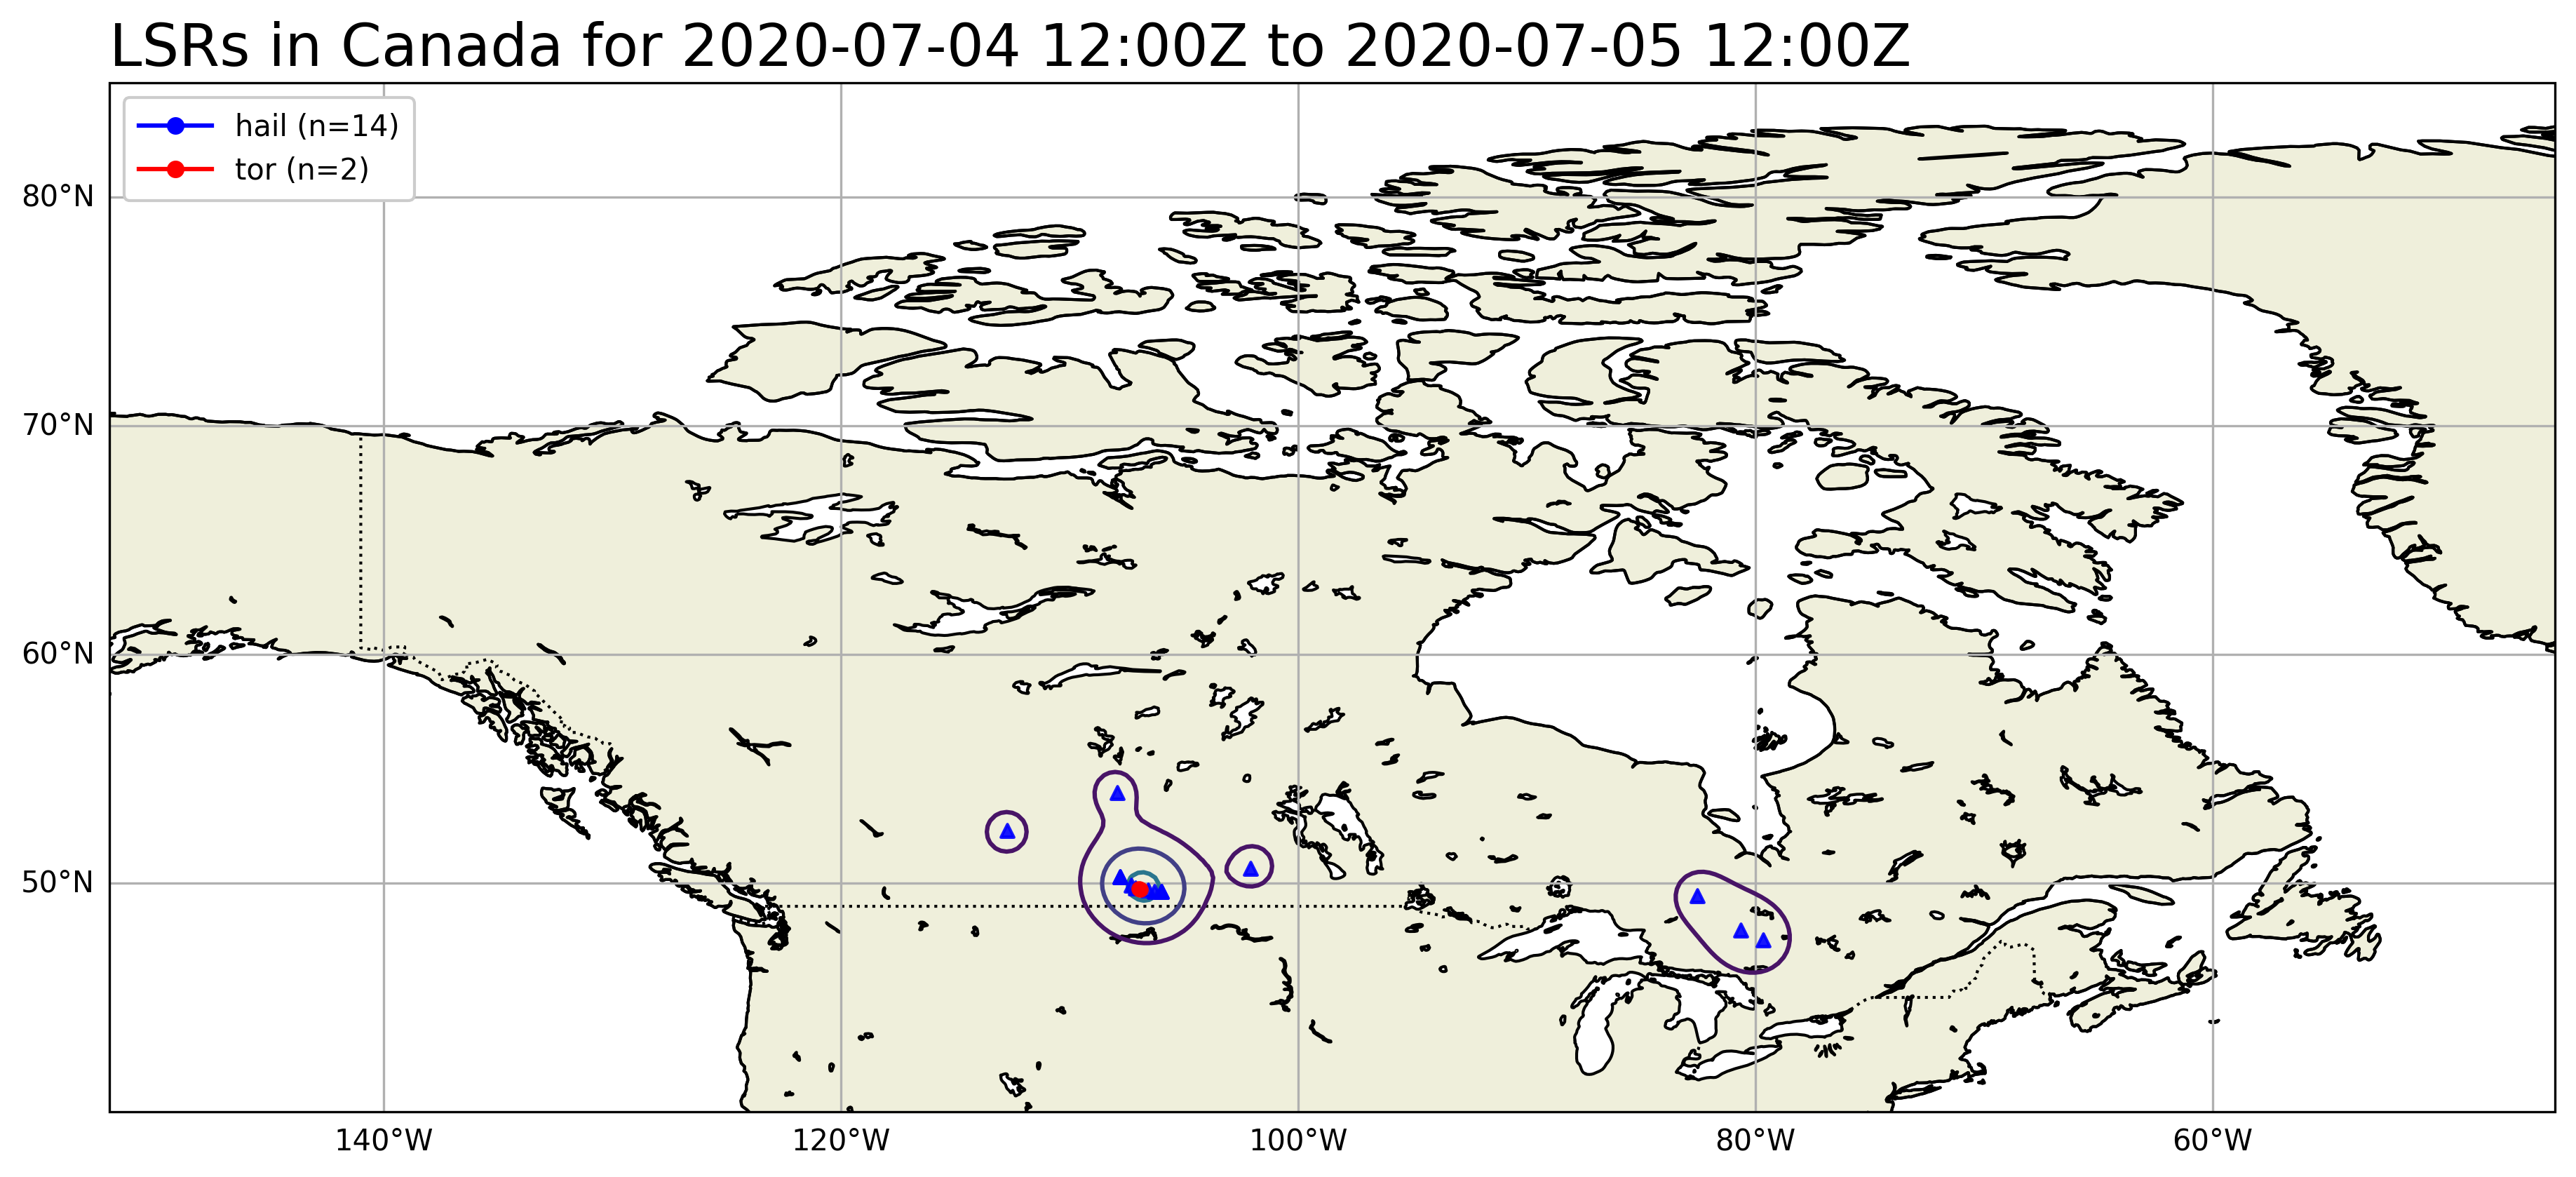 LSRs in Canada for 2020-07-04 12:00Z to 2020-07-05 12:00Z
hail (n=14)
tor (n=2)
80°N
70°N
60°N
50°N
140°W 120°W 100°W 80°W 60°W